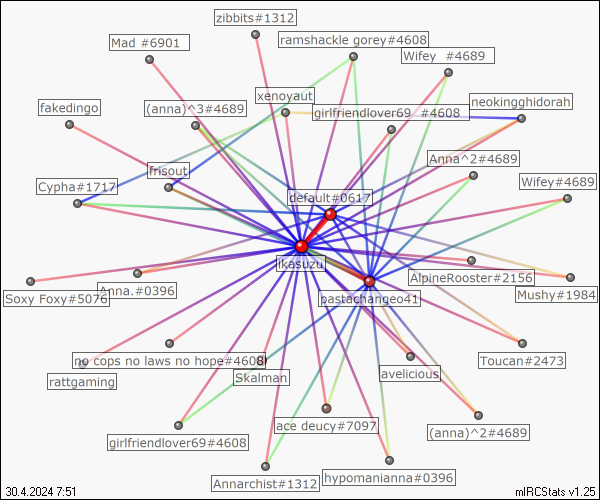 zibbits#1312
Mad #6901
ramshackle gorey#4608
Wifey  #4689
xenoyaut
fakedingo
(anna)^3#4689
girlfriendlover69  #4608
neokingghidorah
Anna^2#4689
frisout
Cypha#1717
default#0617
Wifey#4689
ikasuzu
AlpineRooster#2156
Anna.#0396
Soxy Foxy#5076
pastachangeo41
Mushy#1984
no cops no laws no hope#4608
Toucan#2473
rattgaming
Skalman
avelicious
ace deucy#7097
(anna)^2#4689
girlfriendlover69#4608
hypomanianna#0396
Annarchist#1312
30.4.2024 7:51
mIRCStats v1.25